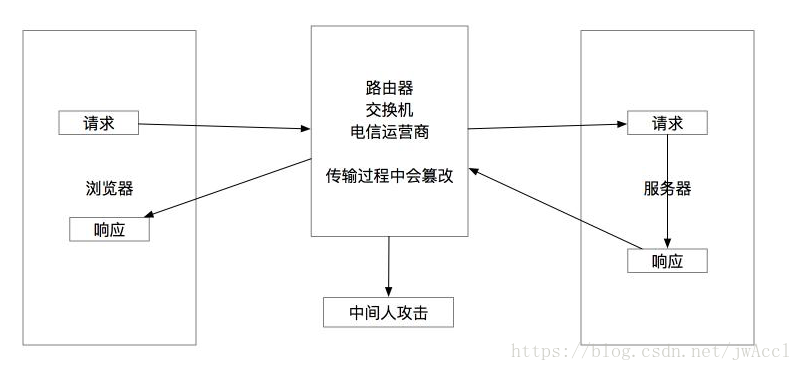 路由器
交换机
电信运营商
请求
请求
传输过程中会篡改
浏览器
服务器
响应
响应
中间人攻击
https://blog.csdn.net/jwAccl